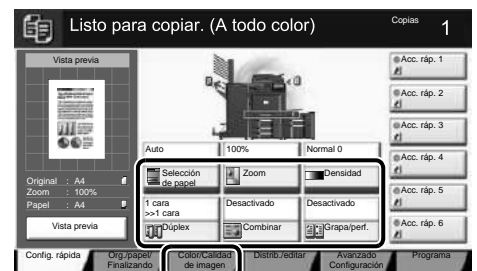 Listo para copiar. (A todo color)
Copias 1
Vista previa
Original : A4
Zoom : 100%
Papel : A4
Vista previa
Auto
100%
Normal 0
Selección
de papel
Zoom
Densidad
1 cara
>>1 cara
Desactivado
Desactivado
Dúplex
Combinar
Grapa/perf.
Acc. ráp. 1
Acc. ráp. 2
Acc. ráp. 3
Acc. ráp. 4
Acc. ráp. 5
Acc. ráp. 6
Config. rápida
Org./papel/
Finalizando
Color/Calidad
de imagen
Distrib./editar
Avanzado
Configuración
Programa